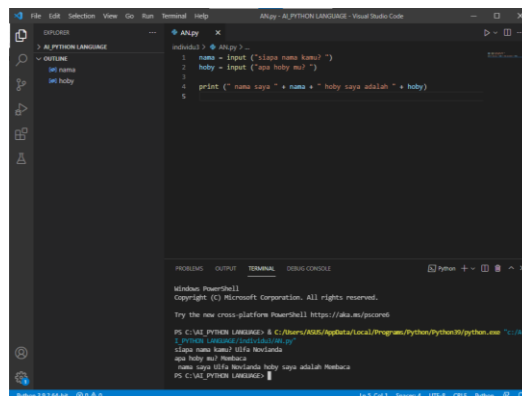 File Edit Selection View Go Run Terminal Help AN.py - AI_PYTHON LANGUAGE - Visual Studio Code
EXPLORER
AI_PYTHON LANGUAGE
OUTLINE
nama
hoby
AN.py
individu3 > AN.py > ...
1 nama = input ("siapa nama kamu? ")
2 hoby = input ("apa hoby mu? ")
3
4 print (" nama saya " + nama + " hoby saya adalah " + hoby)
5
PROBLEMS OUTPUT TERMINAL DEBUG CONSOLE Python
Windows PowerShell
Copyright (C) Microsoft Corporation. All rights reserved.
Try the new cross-platform PowerShell https://aka.ms/pscore6
PS C:\AI_PYTHON LANGUAGE> & C:/Users/ASUS/AppData/Local/Programs/Python/Python39/python.exe "c:/A
I_PYTHON LANGUAGE/individu3/AN.py"
siapa nama kamu? Ulfa Novianda
apa hoby mu? Membaca
nama saya Ulfa Novianda hoby saya adalah Membaca
PS C:\AI_PYTHON LANGUAGE>